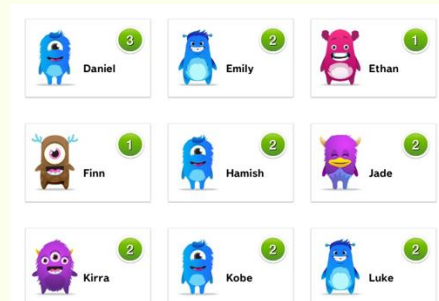 3 2 1
Daniel Emily Ethan
1 2 2
Finn Hamish Jade
2 2 2
Kirra Kobe Luke